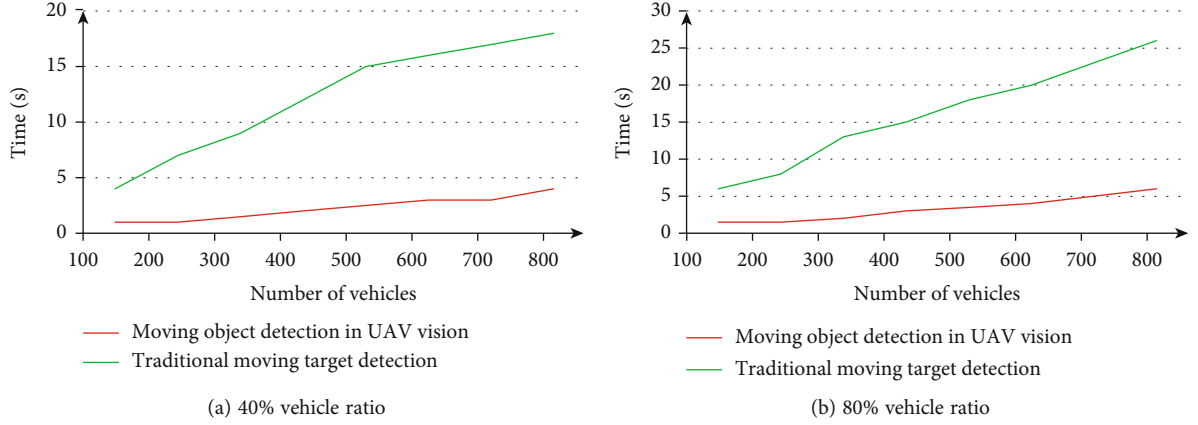 20
15
10
5
0
Time (s)
100 200 300 400 500 600 700 800
Number of vehicles
Moving object detection in UAV vision
Traditional moving target detection
(a) 40% vehicle ratio
30
25
20
15
10
5
0
Time (s)
100 200 300 400 500 600 700 800
Number of vehicles
Moving object detection in UAV vision
Traditional moving target detection
(b) 80% vehicle ratio